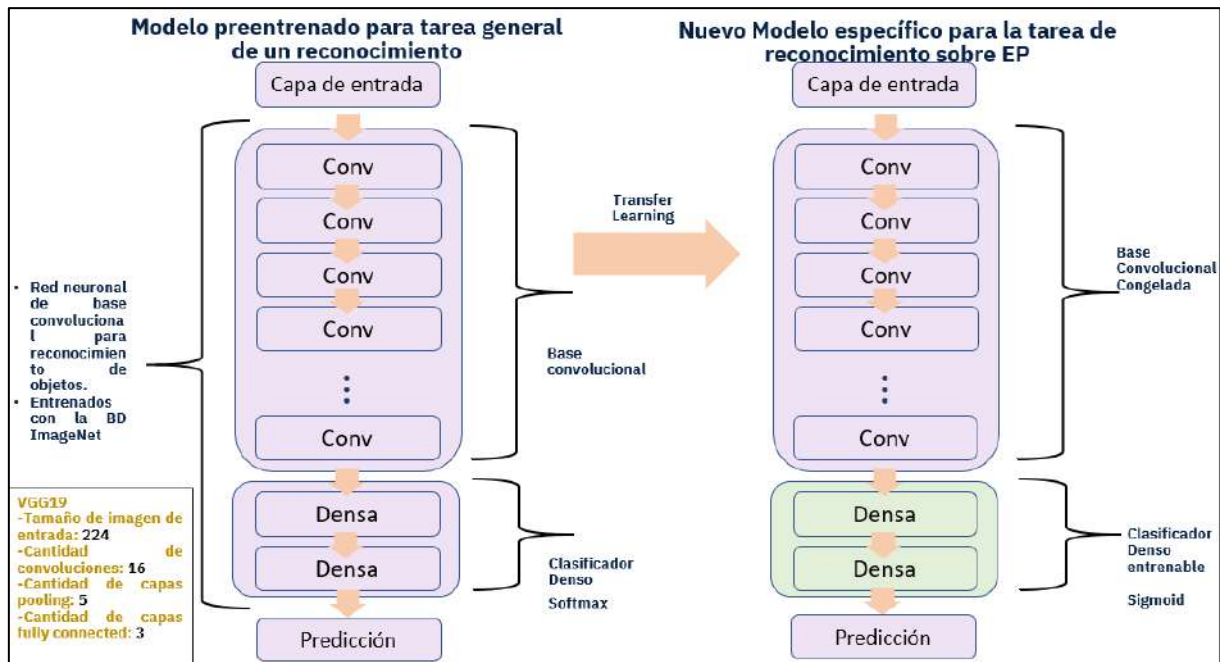 Modelo preentrenado para tarea general
de un reconocimiento
Capa de entrada
Conv
Conv
Conv
Conv
Conv
Densa
Densa
Predicción
• Red neuronal
de base
convoluciona
l para
reconocimien
to de
objetos.
• Entrenados
con la BD
ImageNet
VGG19
-Tamaño de imagen de
entrada: 224
-Cantidad de
convoluciones: 16
-Cantidad de capas
pooling: 5
-Cantidad de capas
fully connected: 3
Base
convolucional
Clasificador
Denso
Softmax
Transfer
Learning
Nuevo Modelo específico para la tarea de
reconocimiento sobre EP
Capa de entrada
Conv
Conv
Conv
Conv
Conv
Densa
Densa
Predicción
Base
Convolucional
Congelada
Clasificador
Denso
entrenable
Sigmoid